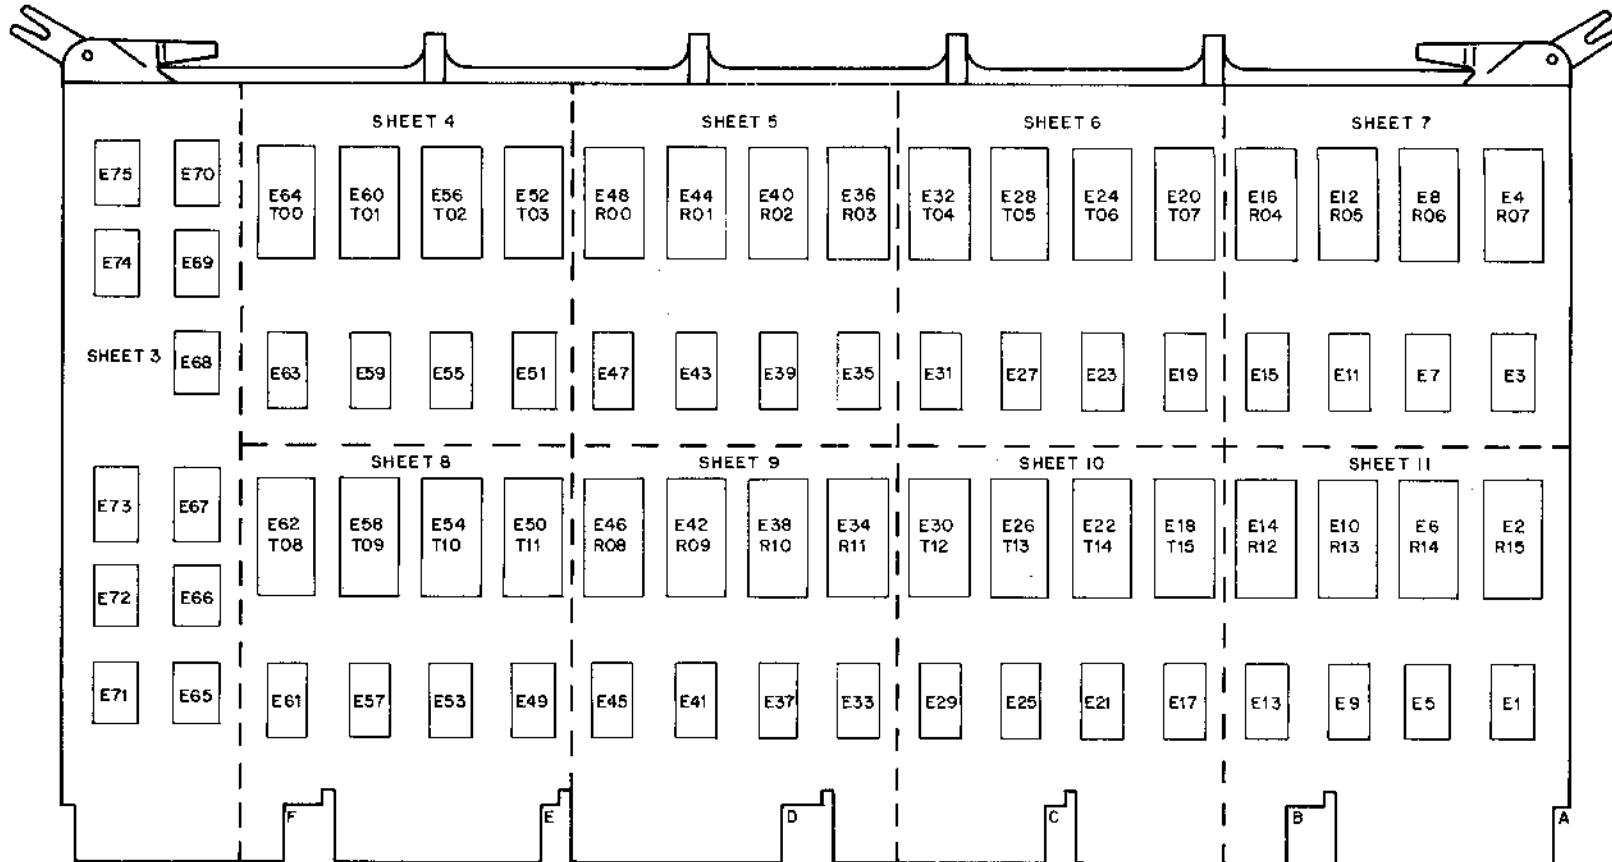 SHEET 4 SHEET 5 SHEET 6 SHEET 7
E75 E70
E64 E60 E56 E52 E48 E44 E40 E36 E32 E28 E24 E20 E16 E12 E8 E4
T00 T01 T02 T03 R00 R01 R02 R03 T04 T05 T06 T07 R04 R05 R06 R07
E74 E69
SHEET 3 E68
E63 E59 E55 E51 E47 E43 E39 E35 E31 E27 E23 E19 E15 E11 E7 E3
SHEET 8 SHEET 9 SHEET 10 SHEET 11
E73 E67
E62 E58 E54 E50 E46 E42 E38 E34 E30 E26 E22 E18 E14 E10 E6 E2
T08 T09 T10 T11 R08 R09 R10 R11 T12 T13 T14 T15 R12 R13 R14 R15
E72 E66
E71 E65 E61 E57 E53 E49 E45 E41 E37 E33 E29 E25 E21 E17 E13 E9 E5 E1
F E D C B A